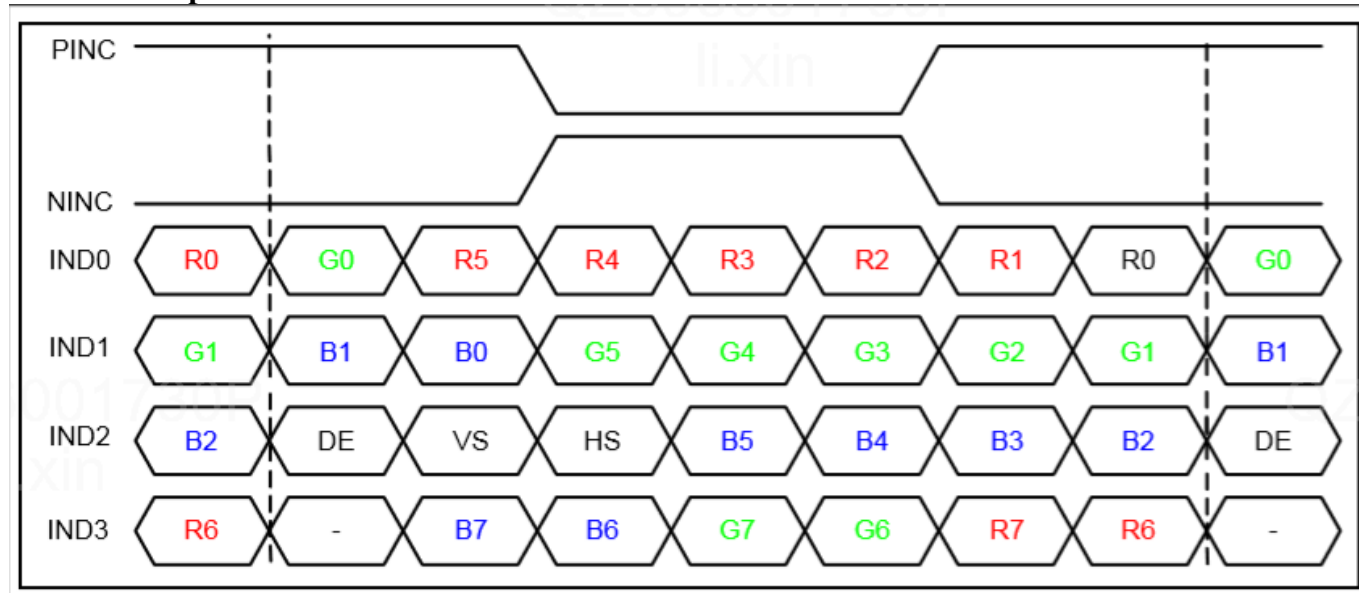 li.xin
PINC
NINC
IND0 R0 G0 R5 R4 R3 R2 R1 R0 G0
IND1 G1 B1 B0 G5 G4 G3 G2 G1 B1
IND2 B2 DE VS HS B5 B4 B3 B2 DE
IND3 R6 - B7 B6 G7 G6 R7 R6 -